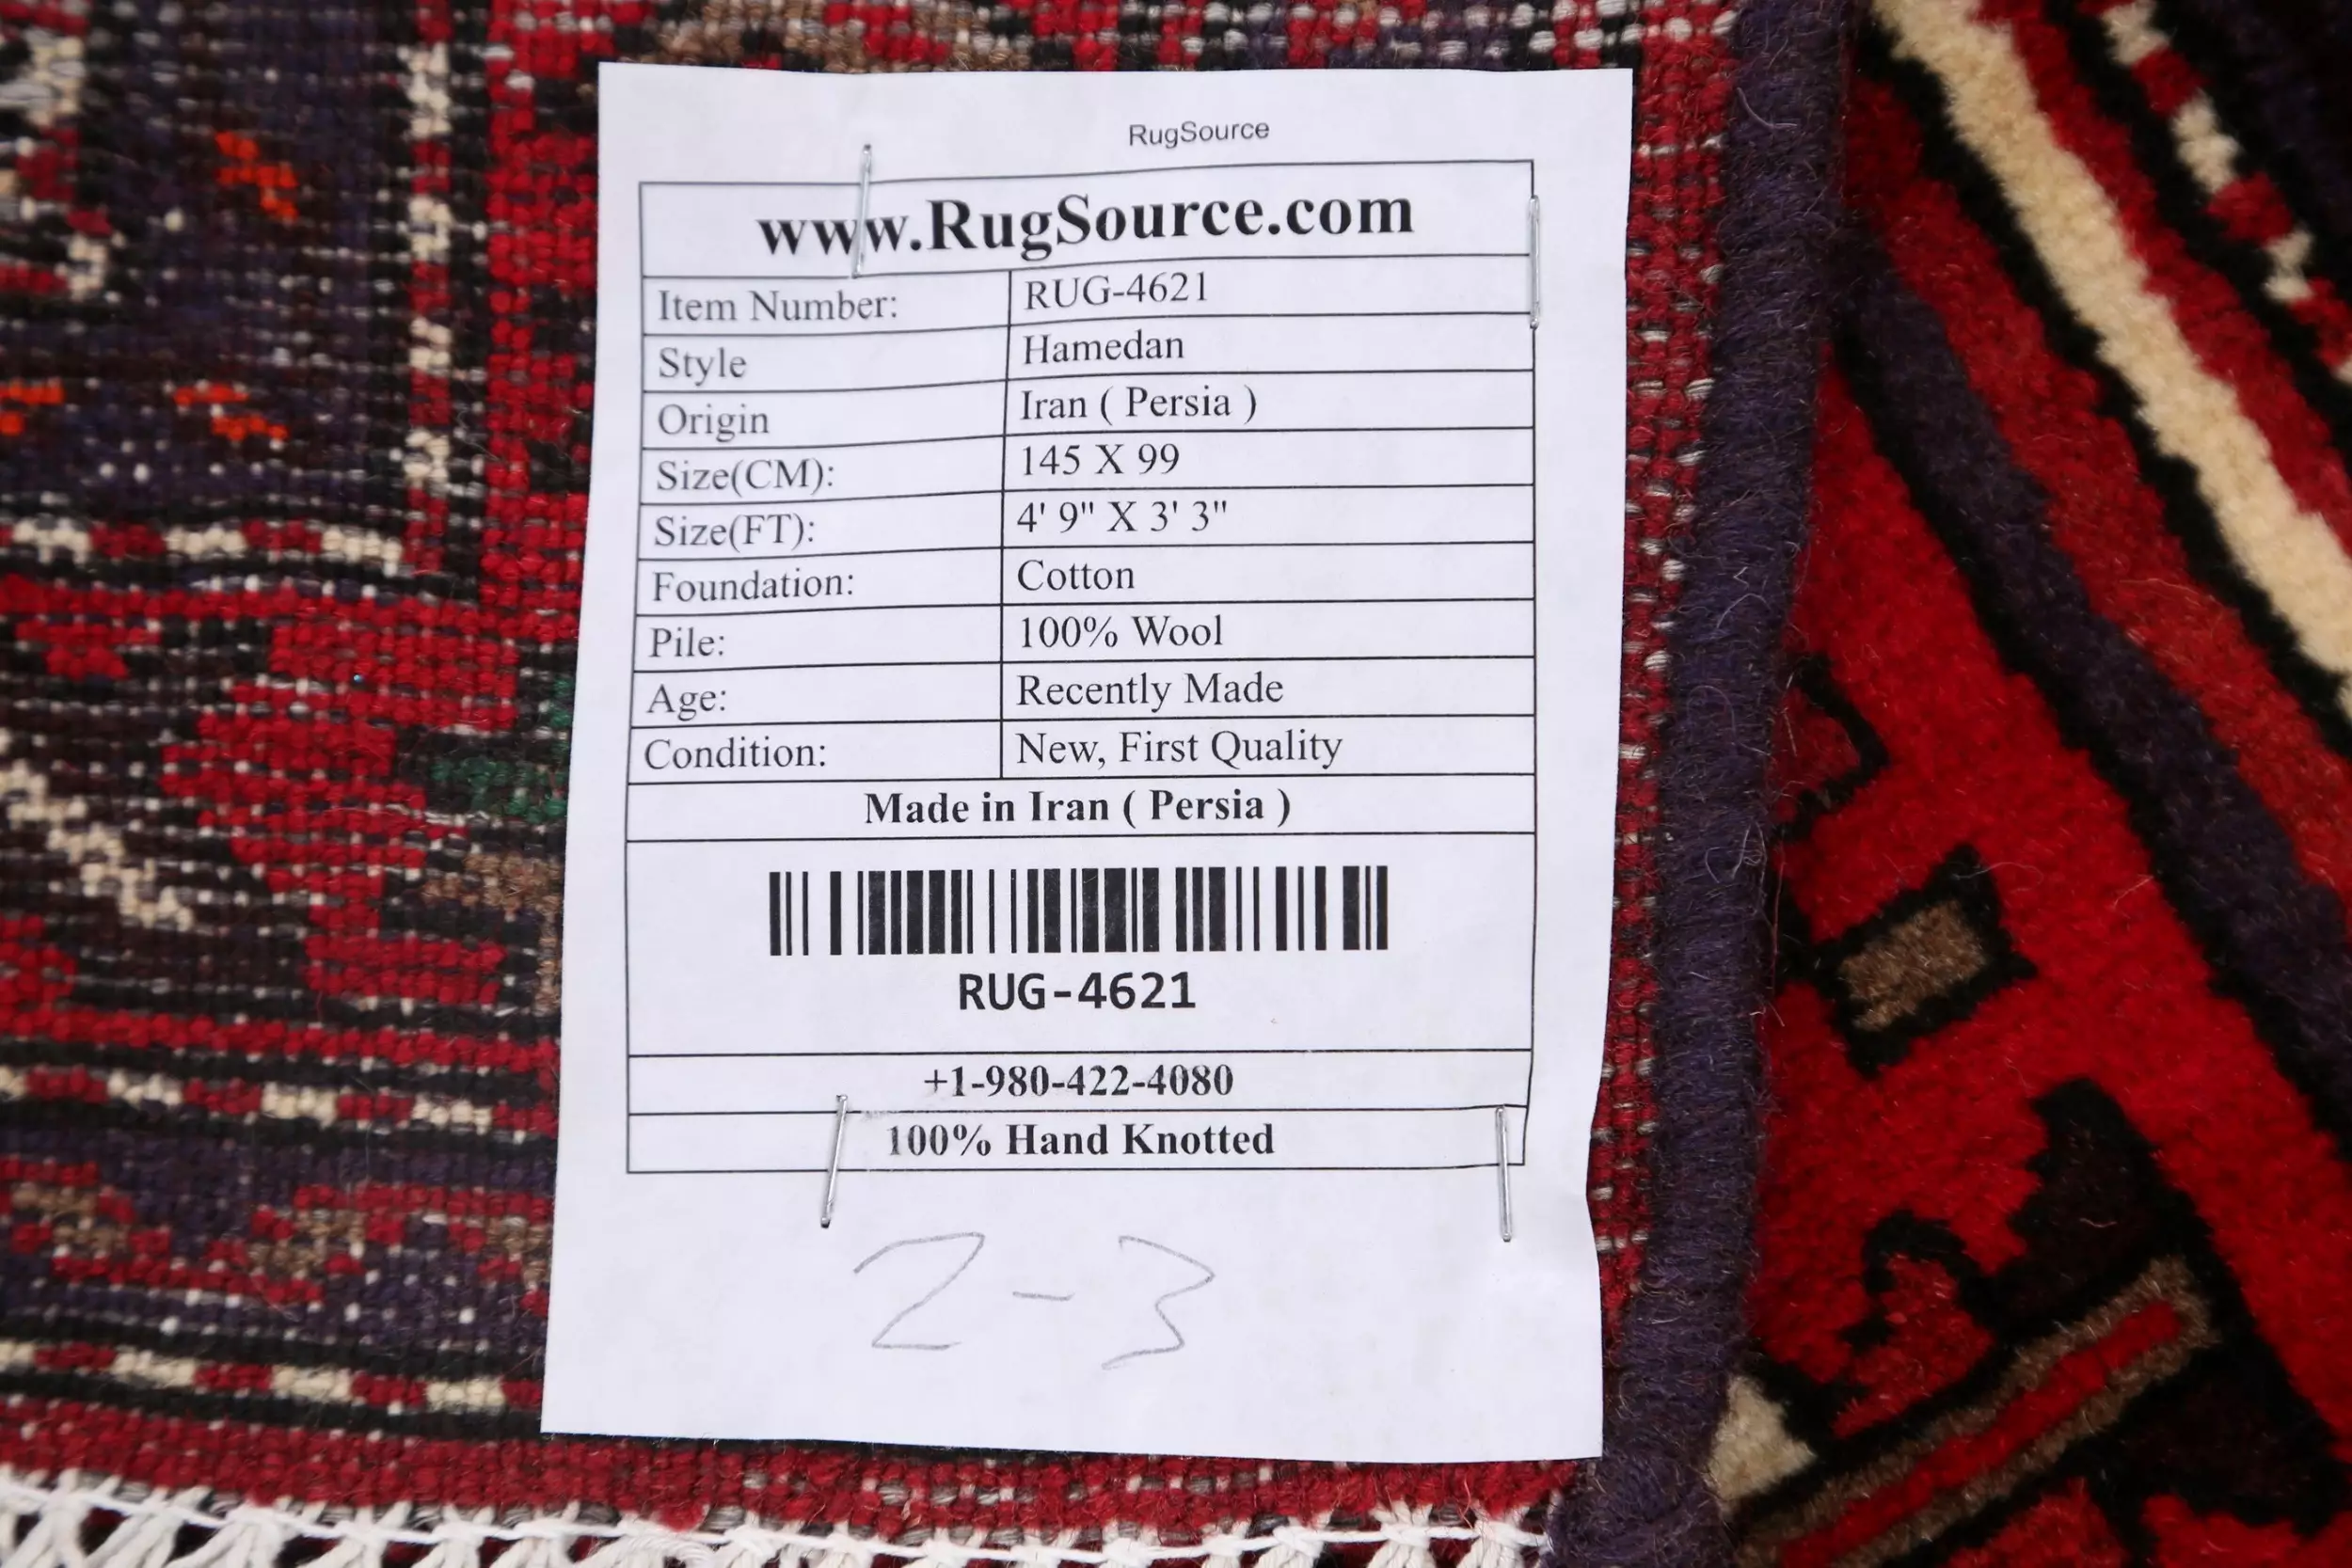 RugSource
www.RugSource.com
Item Number: RUG-4621
Style Hamedan
Origin Iran ( Persia )
Size(CM): 145 X 99
Size(FT): 4' 9" X 3' 3"
Foundation: Cotton
Pile: 100% Wool
Age: Recently Made
Condition: New, First Quality
Made in Iran ( Persia )
RUG-4621
+1-980-422-4080
100% Hand Knotted
2-3